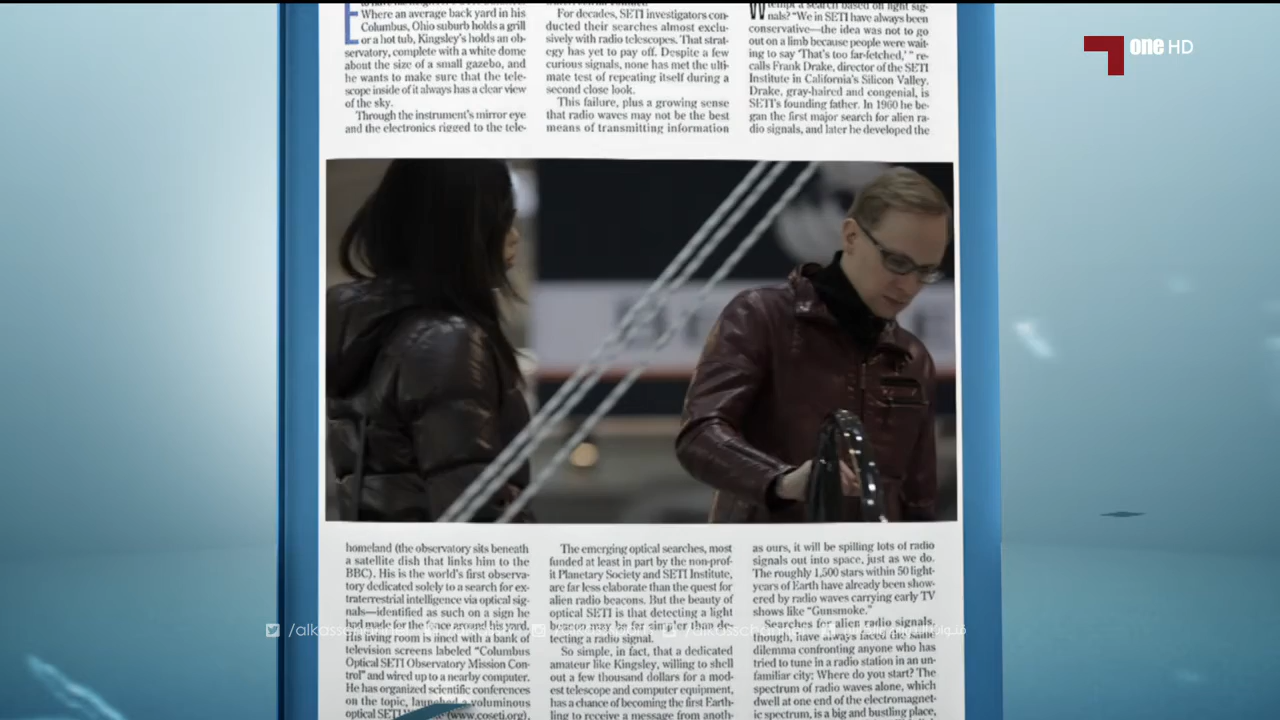 Where an average back yard in his
Columbus, Ohio suburb holds a grill
or a hot tub, Kingsley's holds an ob-
servatory, complete with a white dome
about the size of a small gazebo, and
he wants to make sure that the tele-
scope inside of it always has a clear view
of the sky.
Through the instrument's mirror eye
and the electronics rigged to the tele-
For decades, SETI investigators con-
ducted their searches almost exclu-
sively with radio telescopes. That strat-
egy has yet to pay off. Despite a few
curious signals, none has met the ulti-
mate test of repeating itself during a
second close look.
This failure, plus a growing sense
that radio waves may not be the best
means of transmitting information
tempt a search based on light sig-
nals? "We in SETI have always been
conservative—the idea was not to go
out on a limb because people were wait-
ing to say 'That's too far-fetched,' " re-
calls Frank Drake, director of the SETI
Institute in California's Silicon Valley.
Drake, gray-haired and congenial, is
SETI's founding father. In 1960 he be-
gan the first major search for alien ra-
dio signals, and later he developed the
one HD
homeland (the observatory sits beneath
a satellite dish that links him to the
BBC). His is the world's first observa-
tory dedicated solely to a search for ex-
traterrestrial intelligence via optical sig-
nals—identified as such on a sign he
had made for the fence around his yard.
His living room is lined with a bank of
television screens labeled "Columbus
Optical SETI Observatory Mission Con-
trol" and wired up to a nearby computer.
He has organized scientific conferences
on the topic, launched a voluminous
optical SETI (www.coseti.org),
The emerging optical searches, most
funded at least in part by the non-prof-
it Planetary Society and SETI Institute,
are far less elaborate than the quest for
alien radio beacons. But the beauty of
optical SETI is that detecting a light
beacon may be far simpler than de-
tecting a radio signal.
So simple, in fact, that a dedicated
amateur like Kingsley, willing to shell
out a few thousand dollars for a mod-
est telescope and computer equipment,
has a chance of becoming the first Earth-
ling to receive a message from anoth-
as ours, it will be spilling lots of radio
signals out into space, just as we do.
The roughly 1,500 stars within 50 light-
years of Earth have already been show-
ered by radio waves carrying early TV
shows like "Gunsmoke."
Searches for alien radio signals,
though, have always faced the same
dilemma confronting anyone who has
tried to tune in a radio station in an un-
familiar city: Where do you start? The
spectrum of radio waves alone, which
dwell at one end of the electromagnet-
ic spectrum, is a big and bustling place,